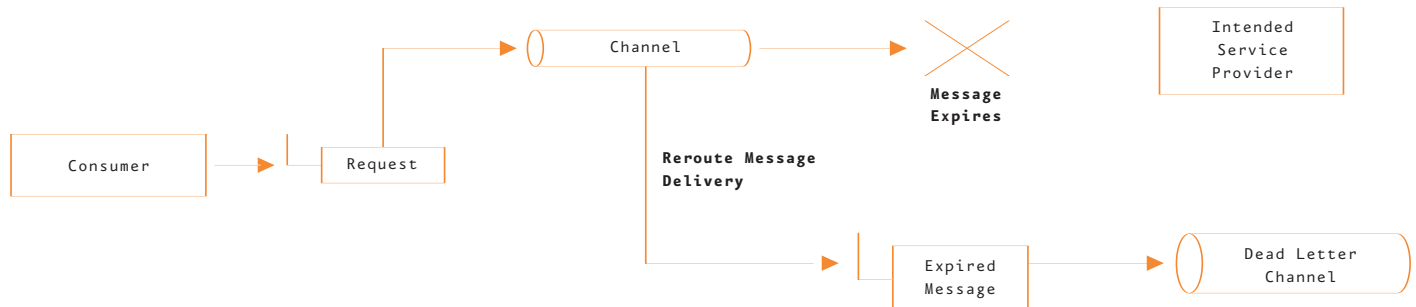 Channel
Intended
Service
Provider
Message
Expires
Consumer
Request
Reroute Message
Delivery
Expired
Message
Dead Letter
Channel